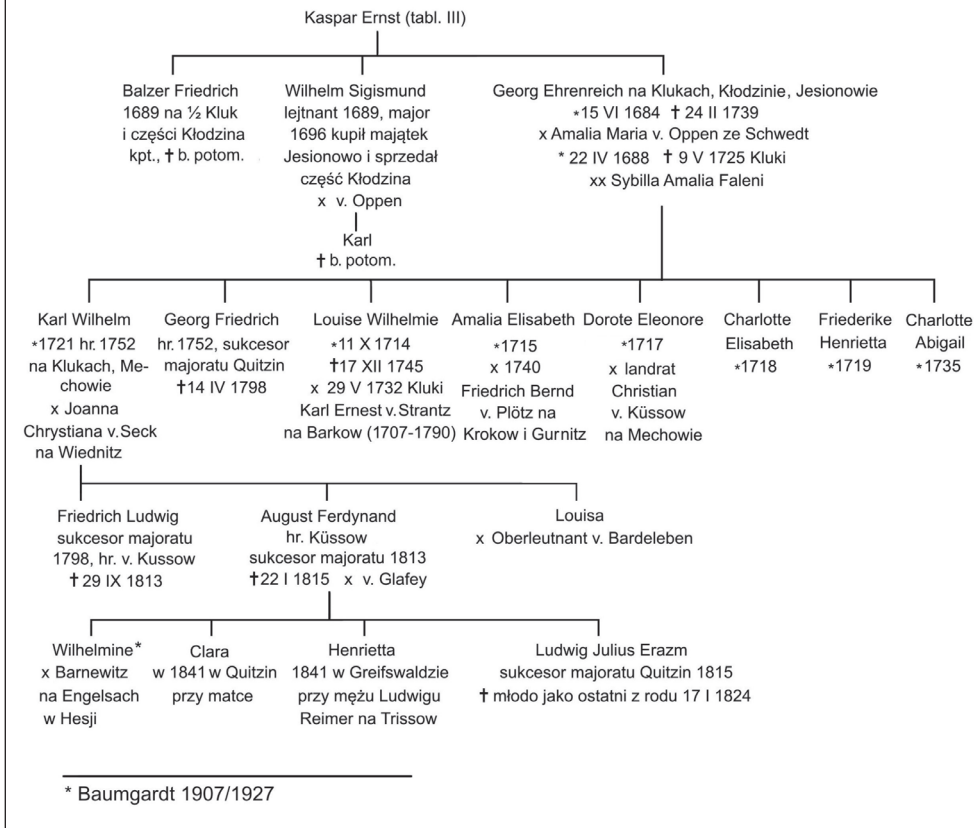 Kaspar Ernst (tabl. III)
Balzer Friedrich
1689 na ½ Kluk
i części Kłodzina
kpt., † b. potom.
Wilhelm Sigismund
lejtnant 1689, major
1696 kupił majątek
Jesionowo i sprzedał
część Kłodzina
x v. Oppen
Karl
† b. potom.
Georg Ehrenreich na Klukach, Kłodzinie, Jesionowie
*15 VI 1684 † 24 II 1739
x Amalia Maria v. Oppen ze Schwedt
* 22 IV 1688 † 9 V 1725 Kluki
xx Sybilla Amalia Faleni
Karl Wilhelm
*1721 hr. 1752
na Klukach, Me-
chowie
x Joanna
Chrystiana v. Seck
na Wiednitz
Georg Friedrich
hr. 1752, sukcesor
majoratu Quitzin
†14 IV 1798
Louise Wilhelmie
*11 X 1714
†17 XII 1745
x 29 V 1732 Kluki
Karl Ernest v. Strantz
na Barkow (1707-1790)
Amalia Elisabeth
*1715
x 1740
Friedrich Bernd
v. Plötz na
Krokow i Gurnitz
Dorote Eleonore
*1717
x landrat
Christian
v. Küssow
na Mechowie
Charlotte
Elisabeth
*1718
Friederike
Henrietta
*1719
Charlotte
Abigail
*1735
Friedrich Ludwig
sukcesor majoratu
1798, hr. v. Kussow
† 29 IX 1813
August Ferdynand
hr. Küssow
sukcesor majoratu 1813
†22 I 1815 x v. Glafey
Louisa
x Oberleutnant v. Bardeleben
Wilhelmine*
x Barnewitz
na Engelsach
w Hesji
Clara
w 1841 w Quitzin
przy matce
Henrietta
1841 w Greifswaldzie
przy mężu Ludwigu
Reimer na Trissow
Ludwig Julius Erazm
sukcesor majoratu Quitzin 1815
† młodo jako ostatni z rodu 17 I 1824
* Baumgardt 1907/1927